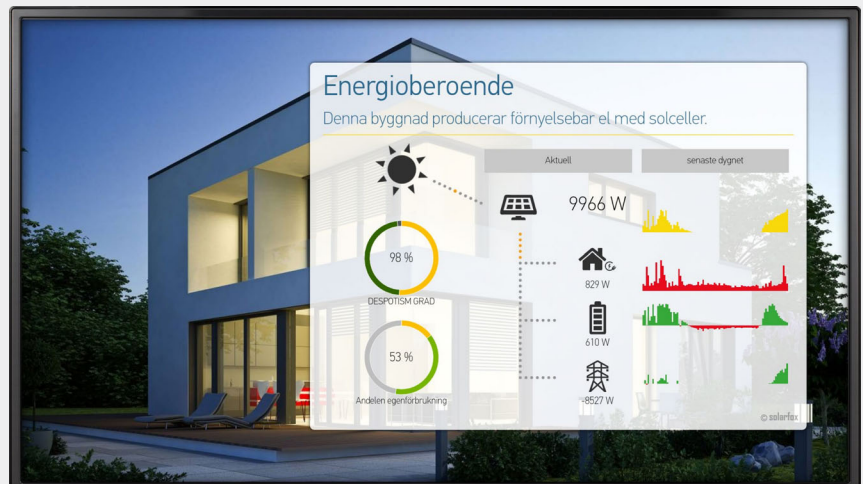 Energioberoende
Denna byggnad producerar förnyelsebar el med solceller.
Aktuell
senaste dygnet
9966 W
98 %
829 W
DESPOTISM GRAD
610 W
53 %
-8527 W
Andelen egenförbrukning
© solarfox